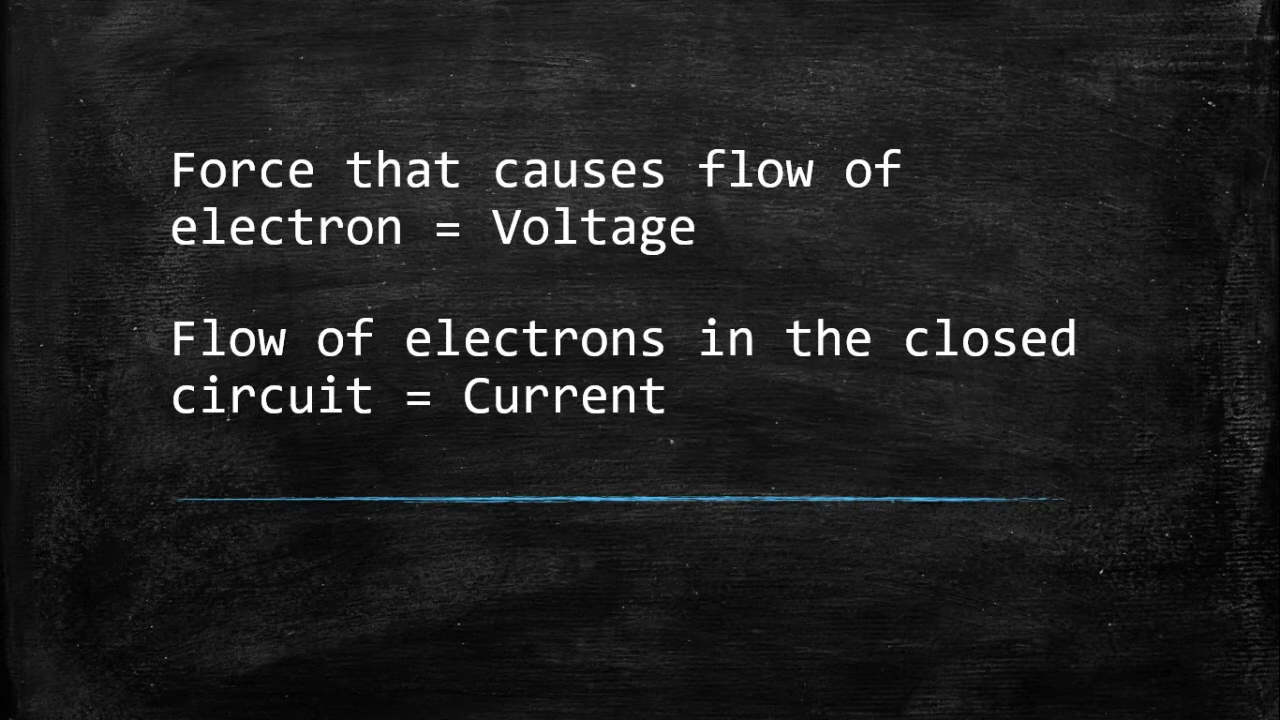 Force that causes flow of
electron = Voltage
Flow of electrons in the closed
circuit = Current